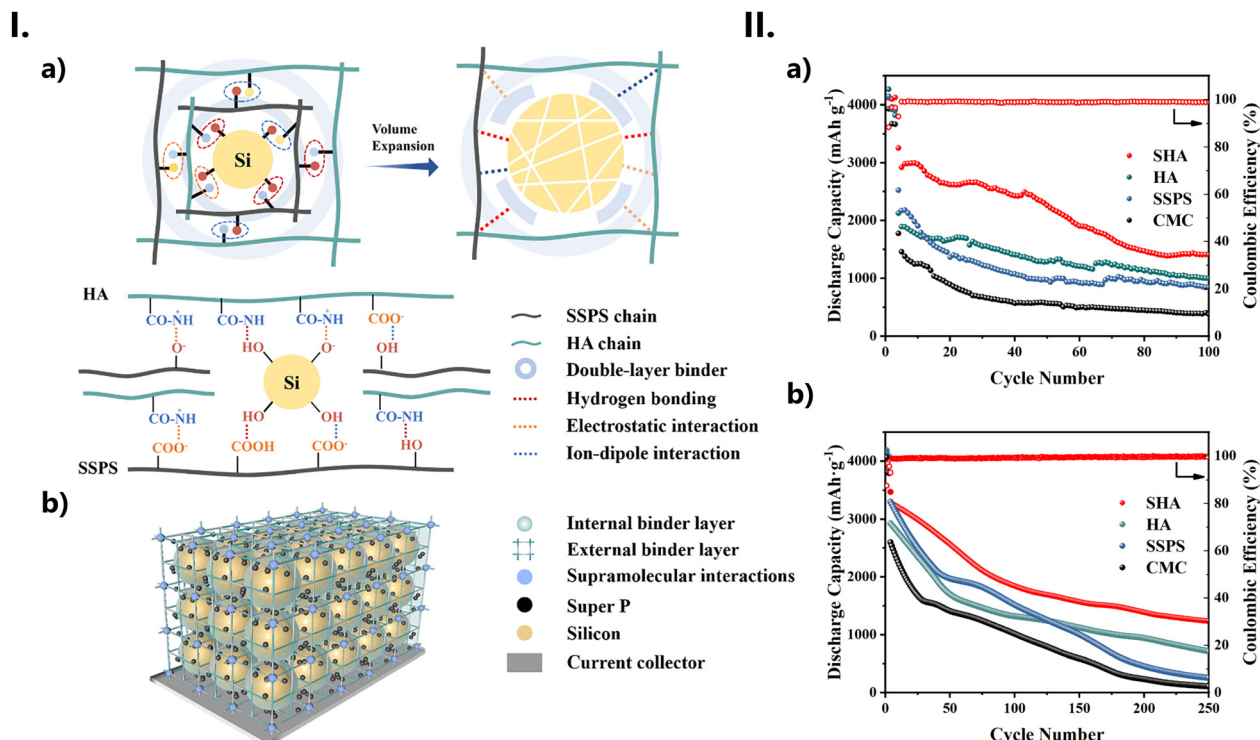 I.
a)
Si
Volume
Expansion
HA
CO-NH+
CO-NH
CO-NH+
COO-
O-
HO
O-
OH
Si
CO-NH+
HO
OH
CO-NH
COO-
COOH
COO-
HO
SSPS
SSPS chain
HA chain
Double-layer binder
Hydrogen bonding
Electrostatic interaction
Ion-dipole interaction
b)
Internal binder layer
External binder layer
Supramolecular interactions
Super P
Silicon
Current collector
II.
a)
Discharge Capacity (mAh g-1)
4000
3000
2000
1000
0
0 20 40 60 80 100
Cycle Number
100
80
60
40
20
0
Coulombic Efficiency (%)
SHA
HA
SSPS
CMC
b)
Discharge Capacity (mAh·g-1)
4000
3000
2000
1000
0
0 50 100 150 200 250
Cycle Number
100
80
60
40
20
0
Coulombic Efficiency (%)
SHA
HA
SSPS
CMC